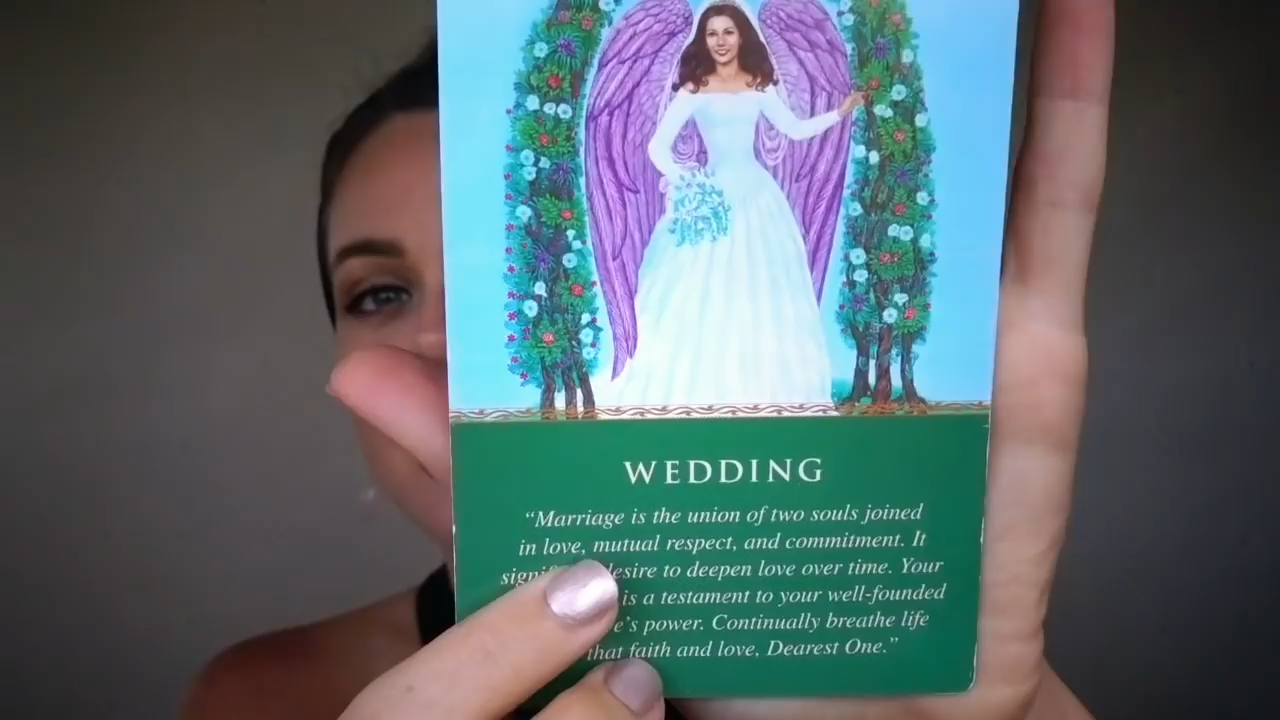 WEDDING
“Marriage is the union of two souls joined
in love, mutual respect, and commitment. It
desire to deepen love over time. Your
is a testament to your well-founded
power. Continually breathe life
that faith and love, Dearest One.”